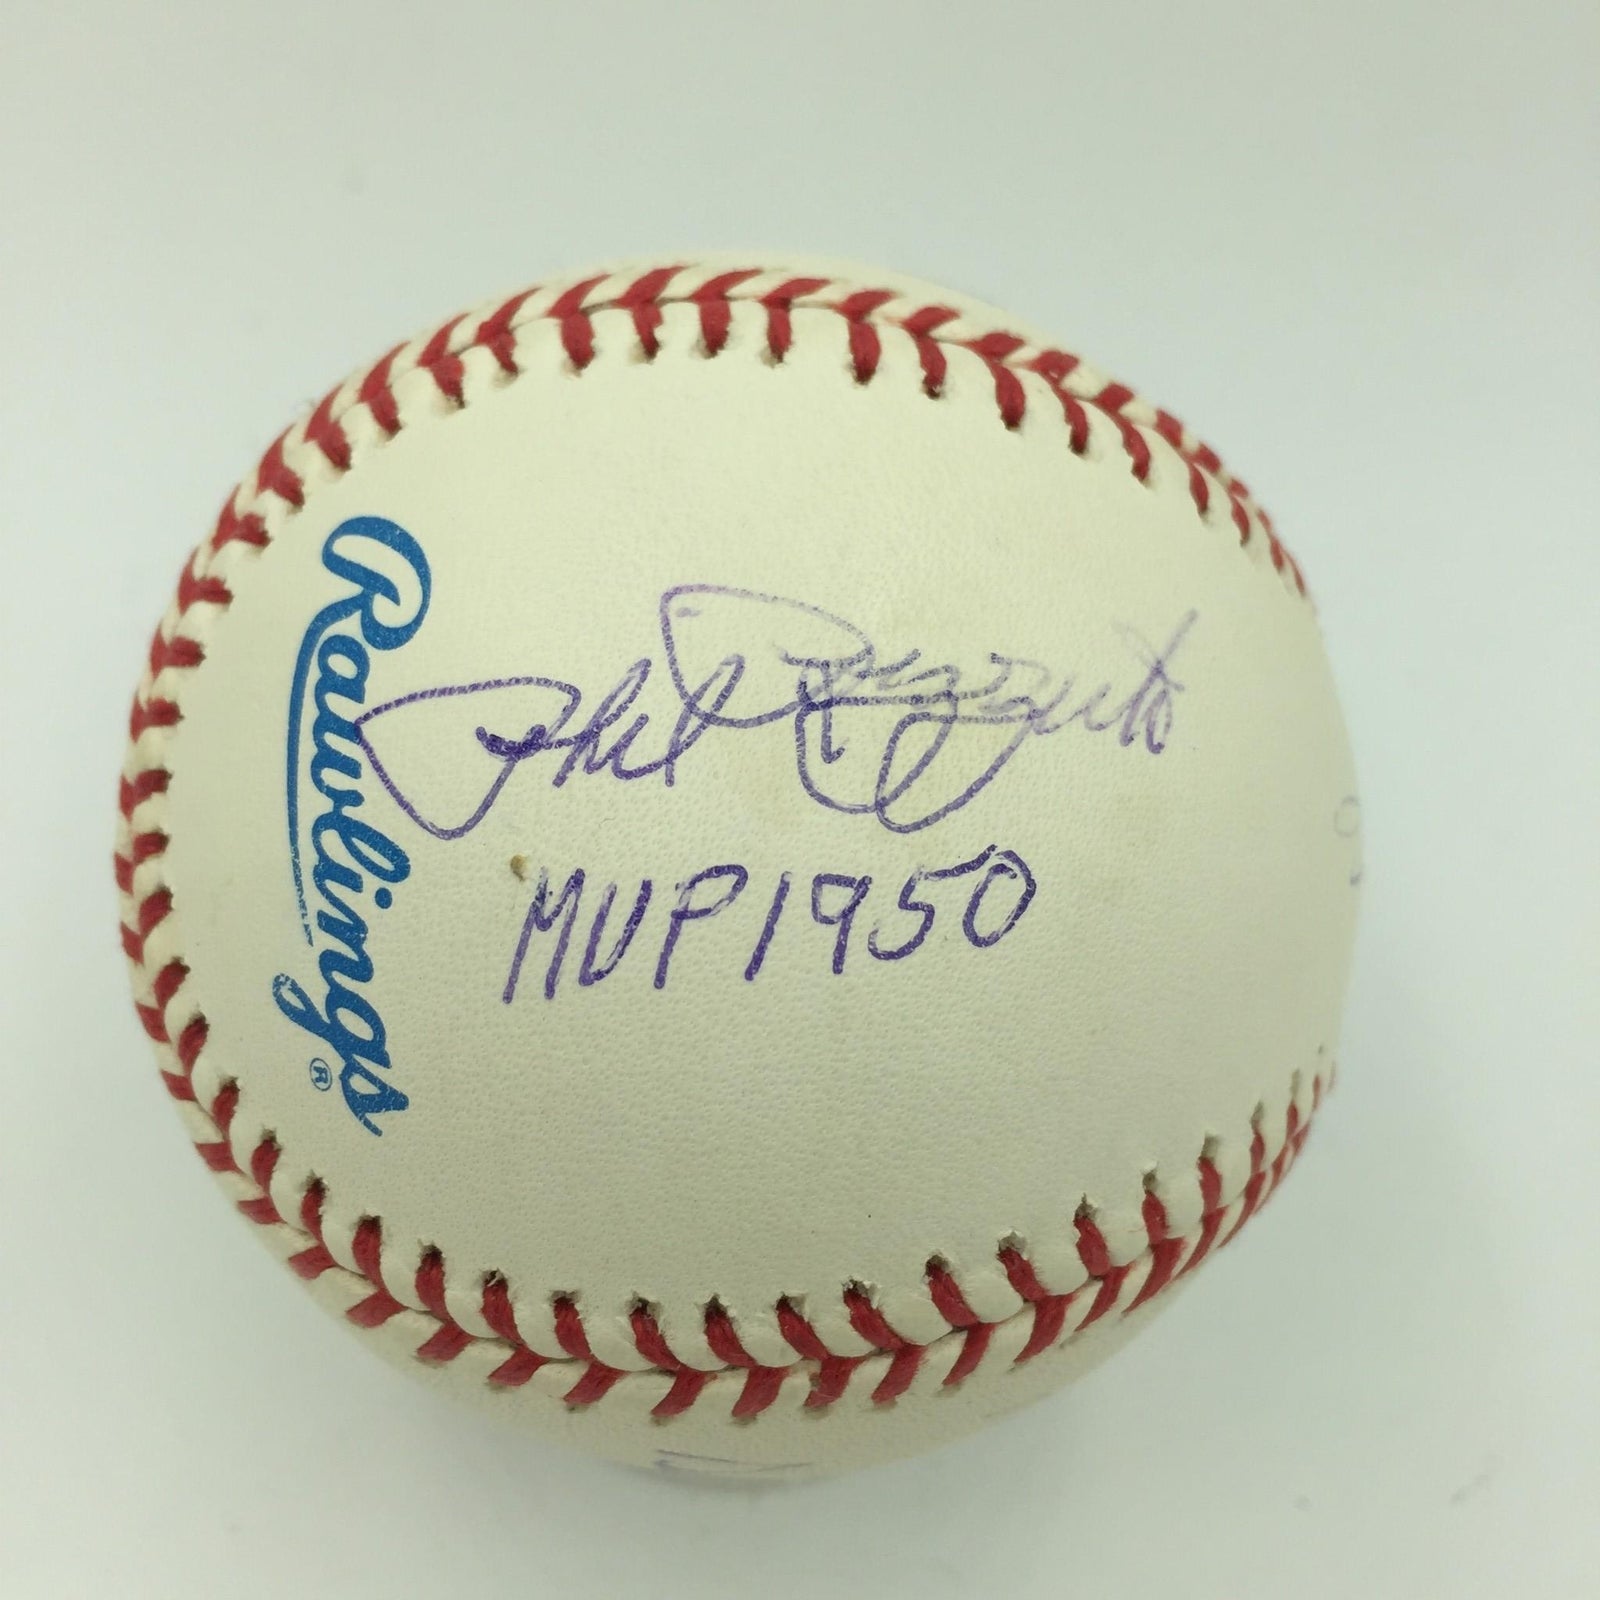 Rawlings®
Phil Rizzuto
MVP 1950